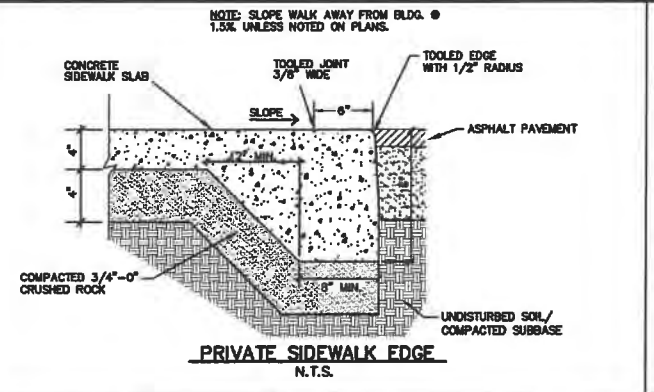 NOTE: SLOPE WALK AWAY FROM BLDG. @
1.5% UNLESS NOTED ON PLANS.
CONCRETE
SIDEWALK SLAB
TOOLED JOINT
3/8" WIDE
TOOLED EDGE
WITH 1/2" RADIUS
SLOPE
6"
ASPHALT PAVEMENT
4"
12" MIN.
4"
COMPACTED 3/4"-0"
CRUSHED ROCK
8" MIN.
UNDISTURBED SOIL/
COMPACTED SUBBASE
PRIVATE SIDEWALK EDGE
N.T.S.